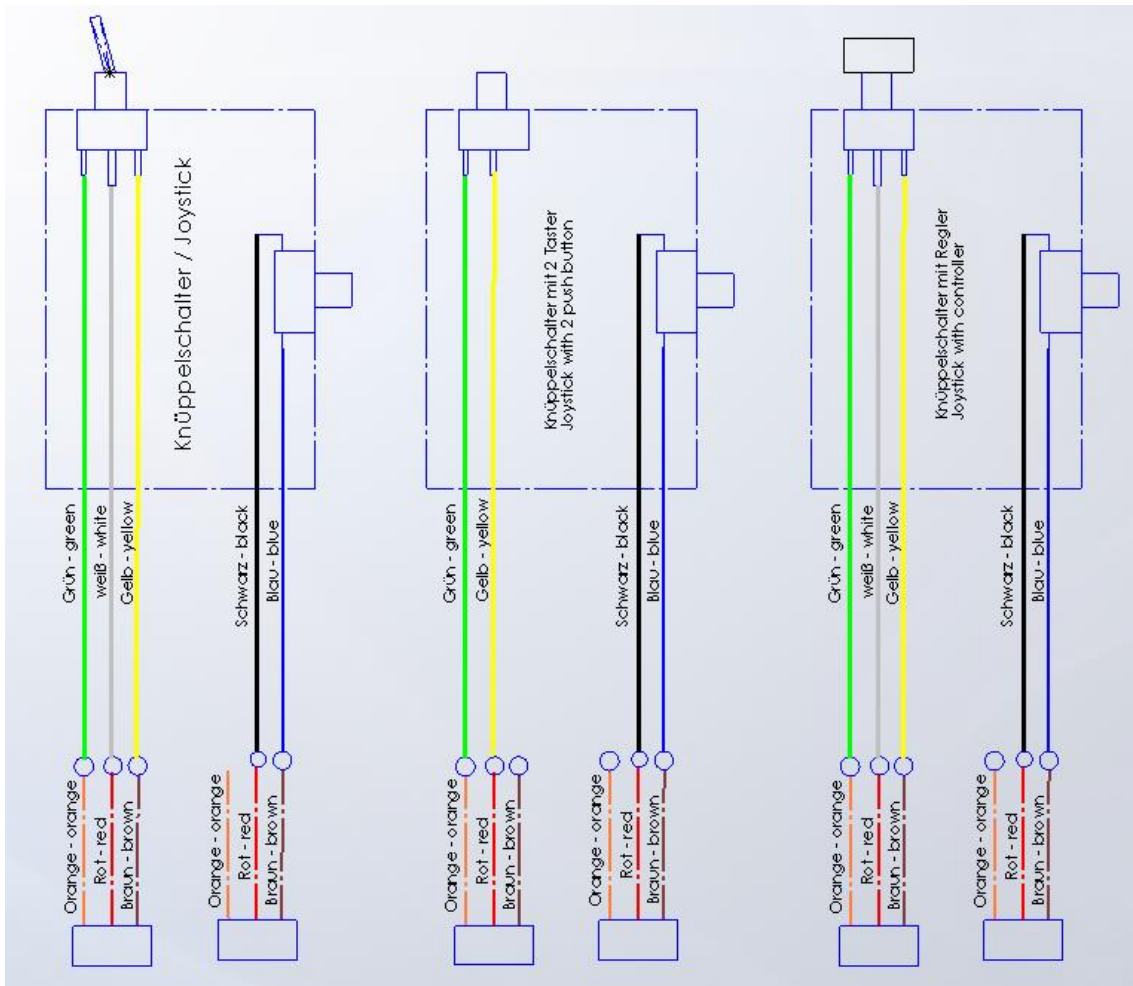 Knüppelschalter / Joystick
Grün - green
weiß - white
Gelb - yellow
Schwarz - black
Blau - blue
Orange - orange
Rot - red
Braun - brown
Orange - orange
Rot - red
Braun - brown
Knüppelschalter mit 2 Taster
Joystick with 2 push button
Grün - green
Gelb - yellow
Schwarz - black
Blau - blue
Orange - orange
Rot - red
Braun - brown
Orange - orange
Rot - red
Braun - brown
Knüppelschalter mit Regler
Joystick with controller
Grün - green
weiß - white
Gelb - yellow
Schwarz - black
Blau - blue
Orange - orange
Rot - red
Braun - brown
Orange - orange
Rot - red
Braun - brown